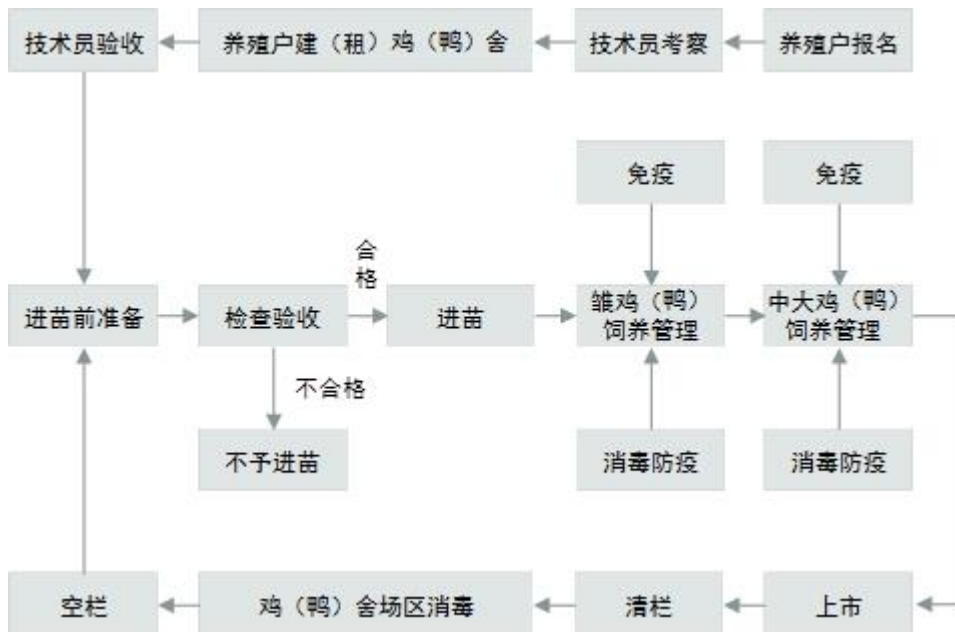 技术员验收
养殖户建（租）鸡（鸭）舍
技术员考察
养殖户报名
免疫
免疫
合
格
进苗前准备
检查验收
进苗
雏鸡（鸭）
饲养管理
中大鸡（鸭）
饲养管理
不合格
不予进苗
消毒防疫
消毒防疫
空栏
鸡（鸭）舍场区消毒
清栏
上市